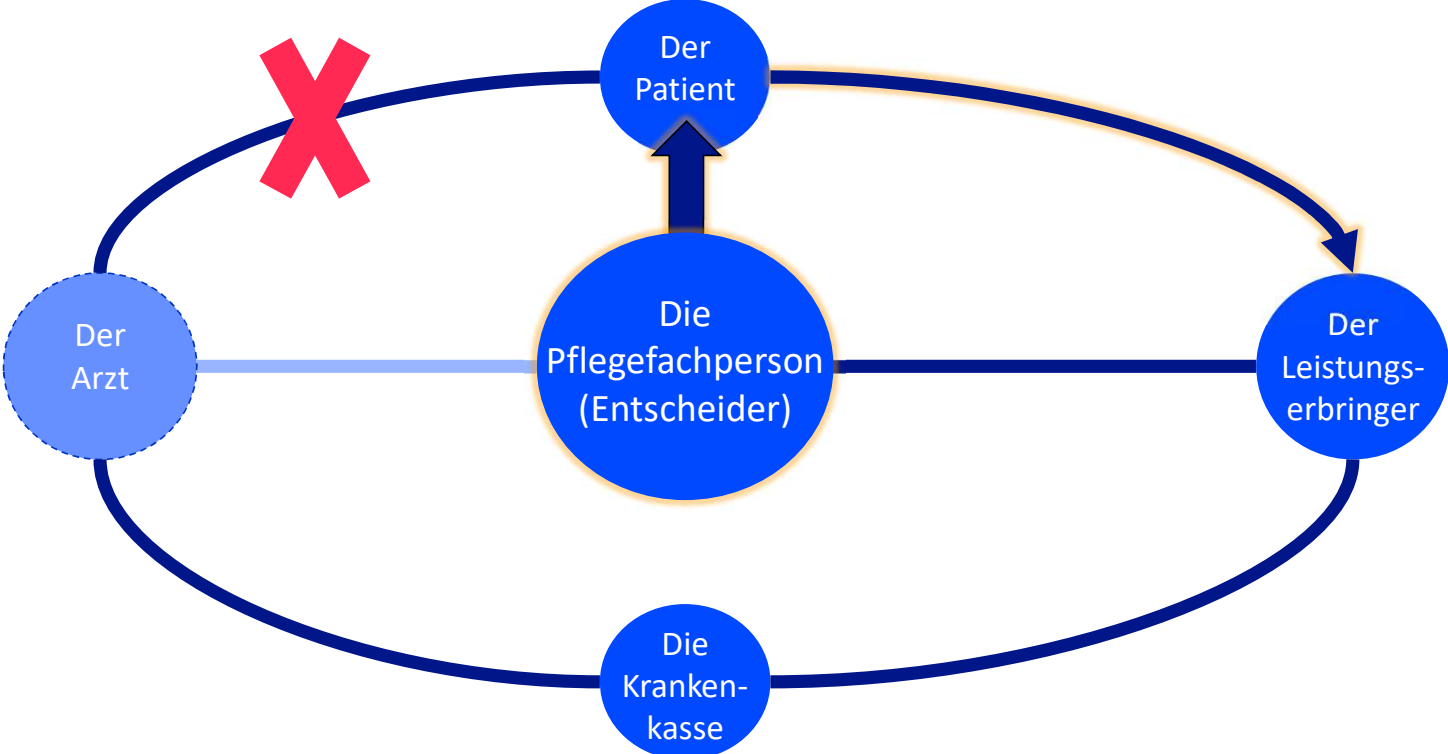 Der
Patient
Der
Arzt
Die
Pflegefachperson
(Entscheider)
Der
Leistungs-
erbringer
Die
Kranken-
kasse